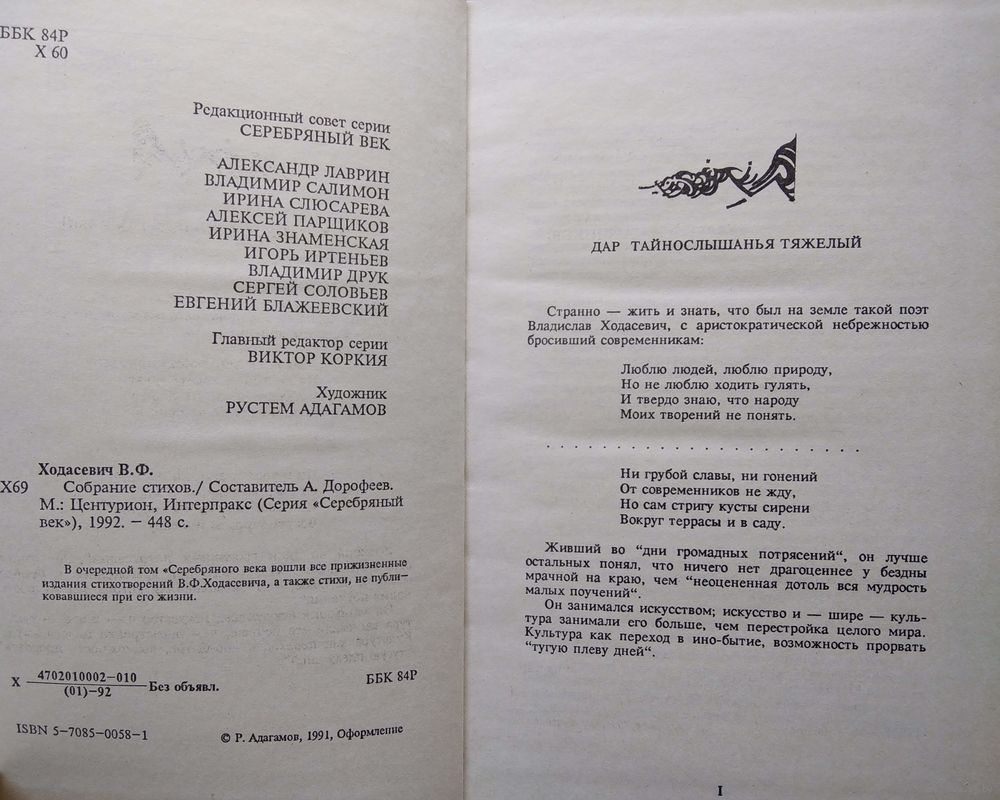 ББК 84Р
Х 60
Редакционный совет серии
СЕРЕБРЯНЫЙ ВЕК
АЛЕКСАНДР ЛАВРИН
ВЛАДИМИР САЛИМОН
ИРИНА СЛЮСАРЕВА
АЛЕКСЕЙ ПАРЩИКОВ
ИРИНА ЗНАМЕНСКАЯ
ИГОРЬ ИРТЕНЬЕВ
ВЛАДИМИР ДРУК
СЕРГЕЙ СОЛОВЬЕВ
ЕВГЕНИЙ БЛАЖЕЕВСКИЙ
Главный редактор серии
ВИКТОР КОРКИЯ
Художник
РУСТЕМ АДАГАМОВ
Ходасевич В.Ф.
Х69 Собрание стихов./ Составитель А. Дорофеев.
М.: Центурион, Интерпракс (Серия «Серебряный
век»), 1992. — 448 с.
В очередной том «Серебряного века вошли все прижизненные
издания стихотворений В.Ф.Ходасевича, а также стихи, не публи-
ковавшиеся при его жизни.
Х 4702010002—010
(01)—92 Без объявл.
ББК 84Р
ISBN 5—7085—0058—1
© Р. Адагамов, 1991, Оформление
ДАР ТАЙНОСЛЫШАНЬЯ ТЯЖЕЛЫЙ
Странно — жить и знать, что был на земле такой поэт
Владислав Ходасевич, с аристократической небрежностью
бросивший современникам:
Люблю людей, люблю природу,
Но не люблю ходить гулять,
И твердо знаю, что народу
Моих творений не понять.
. . . . . . . . . . . . . . . . . . . . . . . . .
Ни грубой славы, ни гонений
От современников не жду,
Но сам стригу кусты сирени
Вокруг террасы и в саду.
Живший во "дни громадных потрясений", он лучше
остальных понял, что ничего нет драгоценнее у бездны
мрачной на краю, чем "неоцененная дотоль вся мудрость
малых поучений".
Он занимался искусством; искусство и — шире — куль-
тура занимали его больше, чем перестройка целого мира.
Культура как переход в ино-бытие, возможность прорвать
"тугую плеву дней".
I